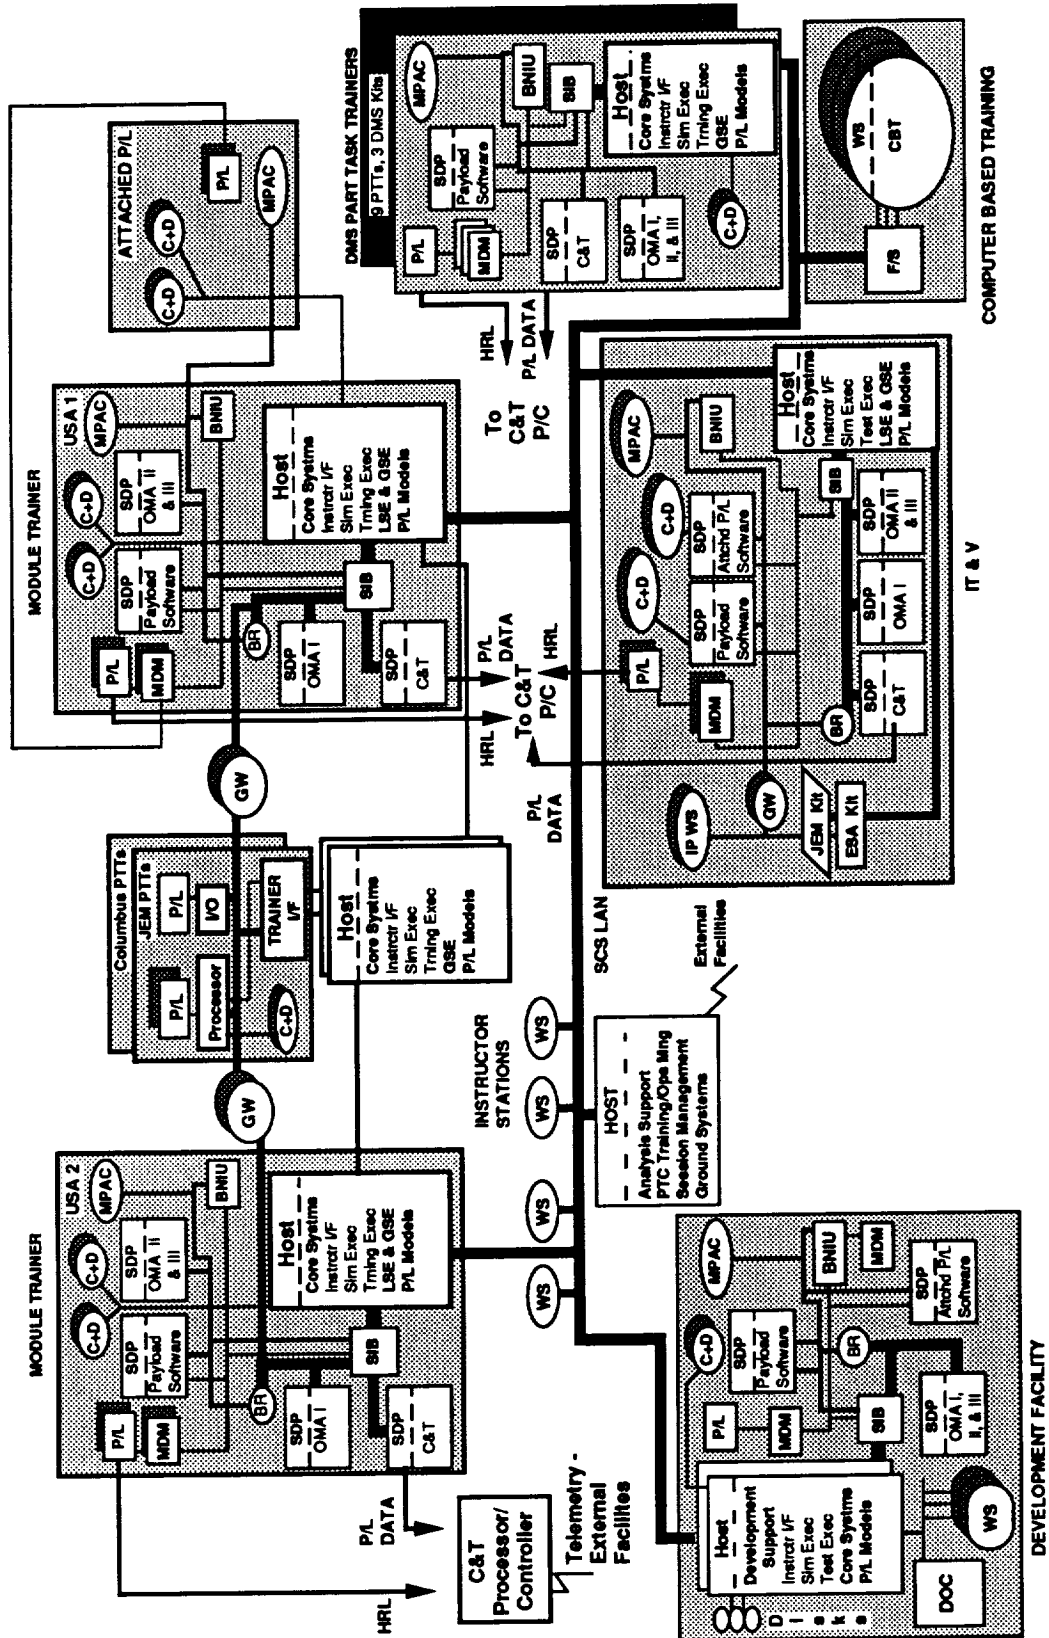 MODULE TRAINER
USA 2
P/L
MDM
SDP
Payload
Software
C+D
C+D
SDP
OMA II
& III
MPAC
BNIU
BR
SDP
OMA I
SDP
C&T
SIB
Host
Core Systms
Instrctr I/F
Sim Exec
Trning Exec
LSE & GSE
P/L Models
GW
Columbus PTTs
JEM PTTs
P/L
Processor
C+D
P/L
I/O
TRAINER
I/F
Host
Core Systms
Instrctr I/F
Sim Exec
Trning Exec
GSE
P/L Models
GW
MODULE TRAINER
USA 1
P/L
MDM
SDP
Payload
Software
C+D
C+D
SDP
OMA II
& III
MPAC
BNIU
BR
SDP
OMA I
SDP
C&T
SIB
Host
Core Systms
Instrctr I/F
Sim Exec
Trning Exec
LSE & GSE
P/L Models
ATTACHED P/L
C+D
C+D
P/L
MPAC
DMS PART TASK TRAINERS
9 PTTs, 3 DMS Kits
P/L
MDM
SDP
Payload
Software
MPAC
BNIU
SIB
SDP
C&T
SDP
OMA I,
II, & III
C+D
Host
Core Systms
Instrctr I/F
Sim Exec
Trning Exec
GSE
P/L Models
HRL
P/L DATA
To
C&T
P/C
HRL
P/L
DATA
C&T
Processor/
Controller
Telemetry -
External
Facilites
HRL
P/L
DATA
To C&T
P/C
P/L
DATA
HRL
INSTRUCTOR
STATIONS
WS
WS
WS
WS
SCS LAN
HOST
Analysis Support
PTC Training/Ops Mng
Session Management
Ground Systems
External
Facilities
DEVELOPMENT FACILITY
Host
Development
Support
Instrctr I/F
Sim Exec
Test Exec
Core Systms
P/L Models
Disks
DOC
WS
P/L
MDM
C+D
SDP
Payload
Software
MPAC
BNIU
MDM
BR
SIB
SDP
OMA I,
II, & III
SDP
Attchd P/L
Software
IT & V
IP WS
GW
JEM Kit
ESA Kit
MDM
P/L
C+D
SDP
Payload
Software
C+D
SDP
Attchd P/L
Software
MPAC
BNIU
BR
SDP
C&T
SDP
OMA I
SDP
OMA II
& III
SIB
Host
Core Systms
Instrctr I/F
Sim Exec
Test Exec
LSE & GSE
P/L Models
COMPUTER BASED TRAINING
F/S
WS
CBT